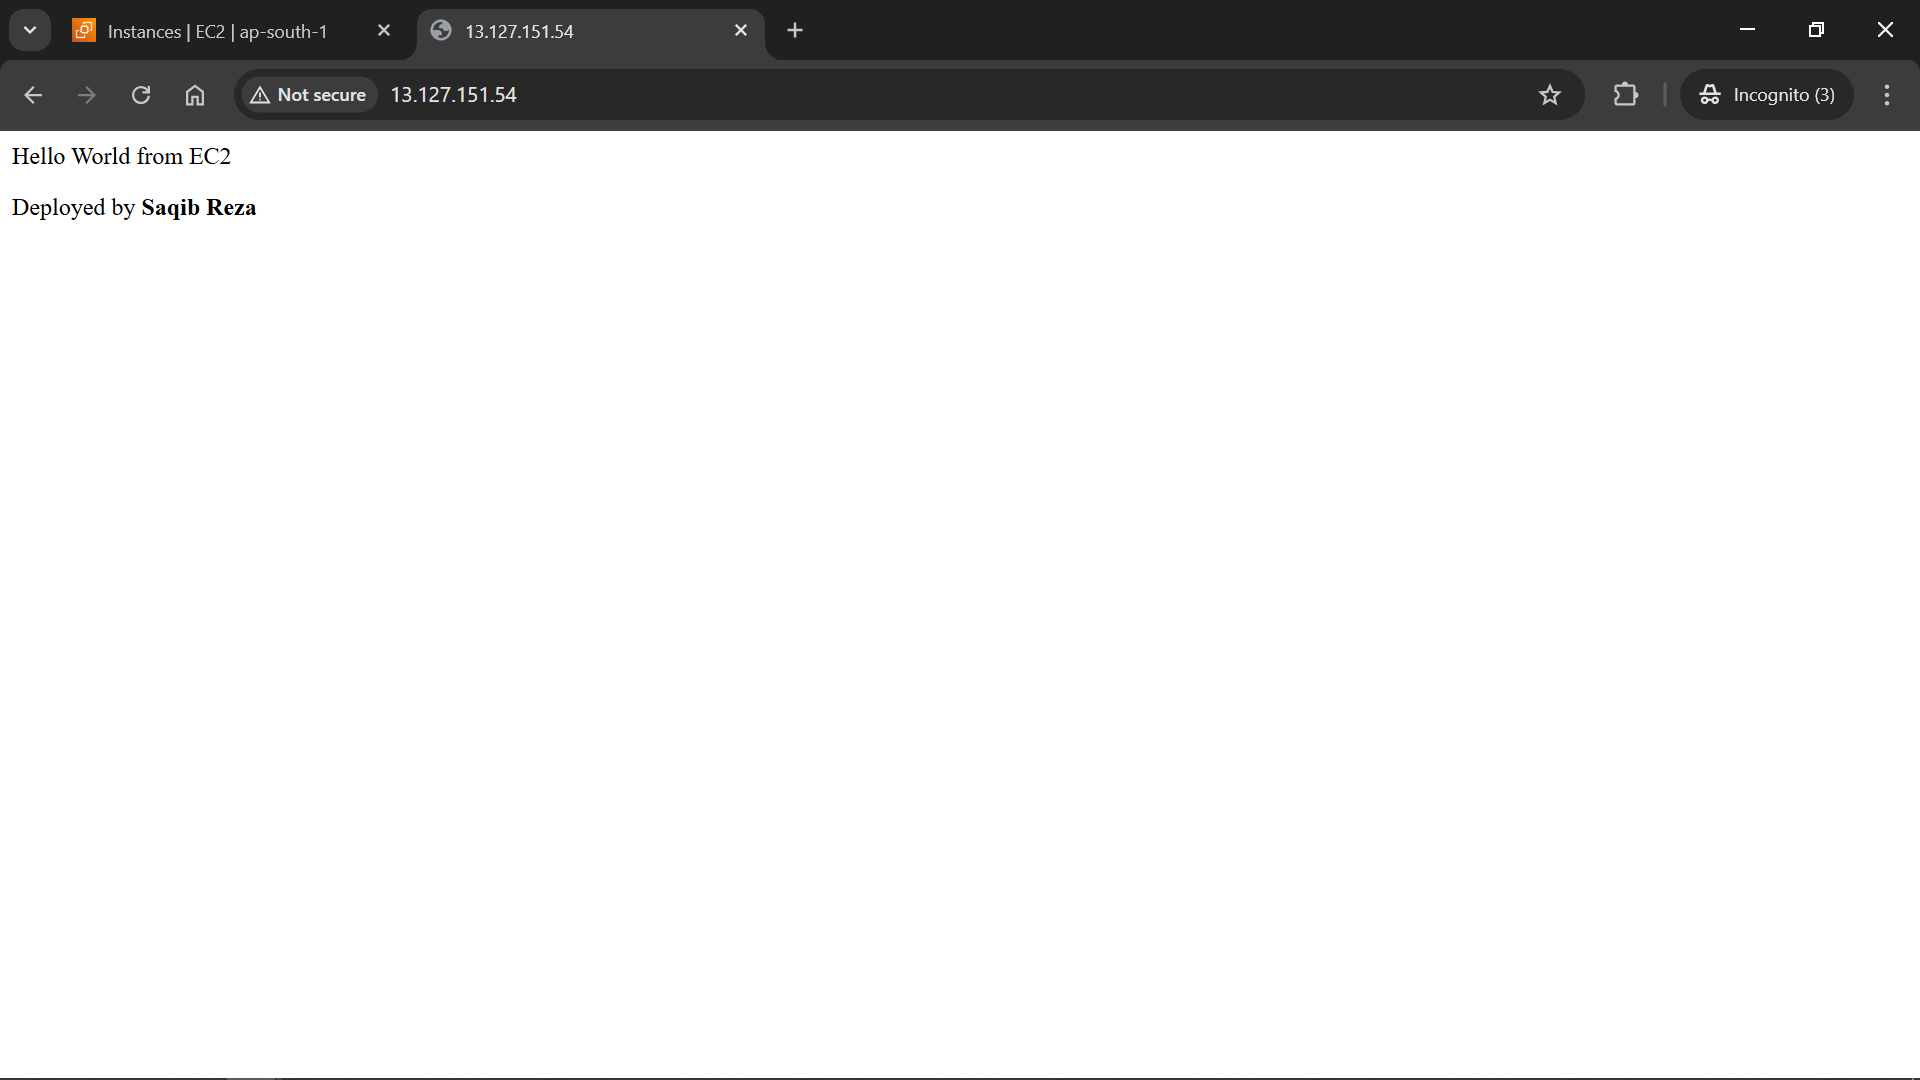 Instances | EC2 | ap-south-1
13.127.151.54
Not secure
13.127.151.54
Incognito (3)
Hello World from EC2
Deployed by Saqib Reza